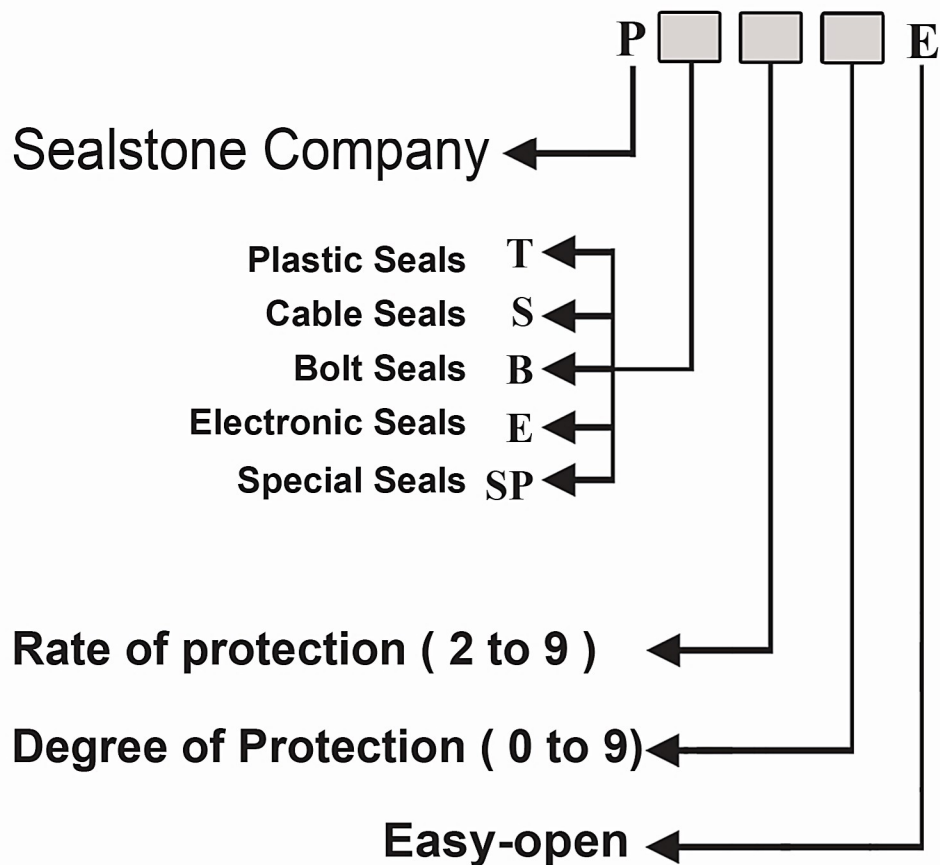 P E
Sealstone Company
Plastic Seals T
Cable Seals S
Bolt Seals B
Electronic Seals E
Special Seals SP
Rate of protection ( 2 to 9 )
Degree of Protection ( 0 to 9)
Easy-open